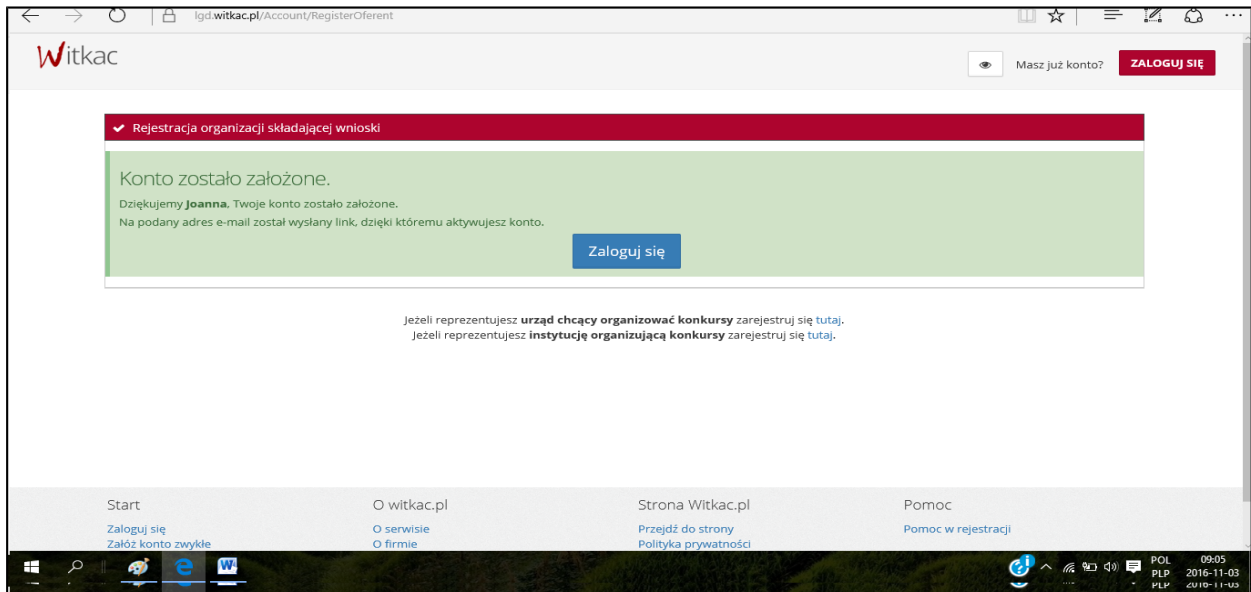 lgd.witkac.pl/Account/RegisterOferent
Witkac
Masz już konto?
ZALOGUJ SIĘ
Rejestracja organizacji składającej wnioski
Konto zostało założone.
Dziękujemy Joanna, Twoje konto zostało założone.
Na podany adres e-mail został wysłany link, dzięki któremu aktywujesz konto.
Zaloguj się
Jeżeli reprezentujesz urząd chcący organizować konkursy zarejestruj się tutaj.
Jeżeli reprezentujesz instytucję organizującą konkursy zarejestruj się tutaj.
Start
Zaloguj się
Załóż konto zwykłe
O witkac.pl
O serwisie
O firmie
Strona Witkac.pl
Przejdź do strony
Polityka prywatności
Pomoc
Pomoc w rejestracji
POL
PLP
09:05
2016-11-03
PLP
2016-11-03